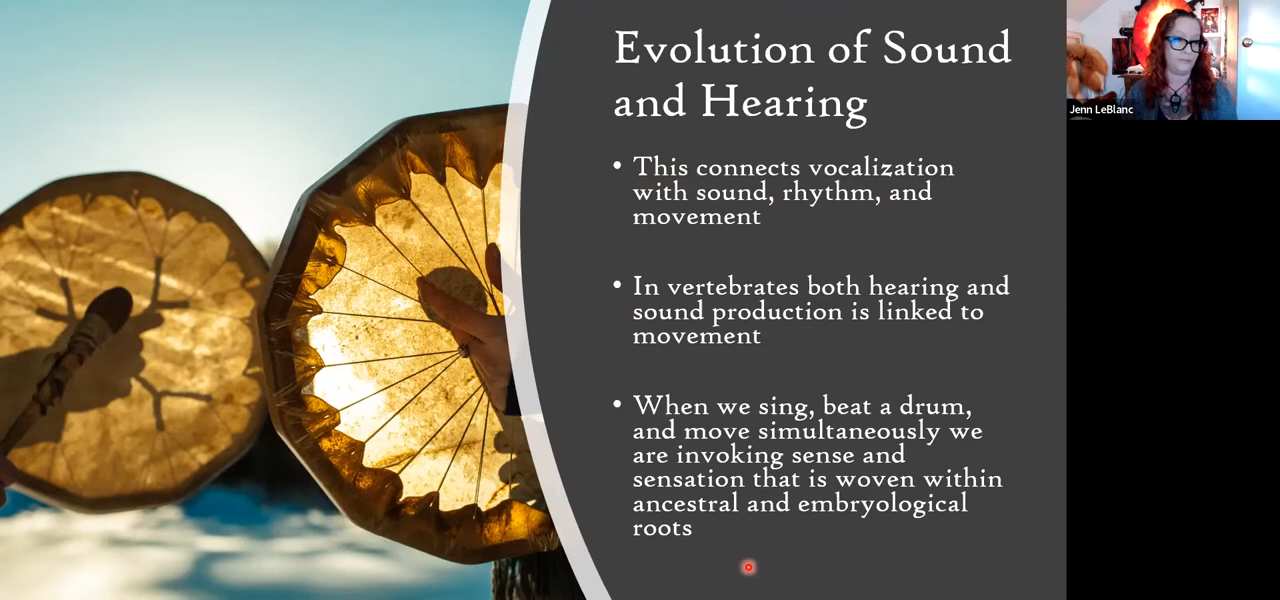 Evolution of Sound
and Hearing
• This connects vocalization
with sound, rhythm, and
movement
• In vertebrates both hearing and
sound production is linked to
movement
• When we sing, beat a drum,
and move simultaneously we
are invoking sense and
sensation that is woven within
ancestral and embryological
roots
Jenn LeBlanc